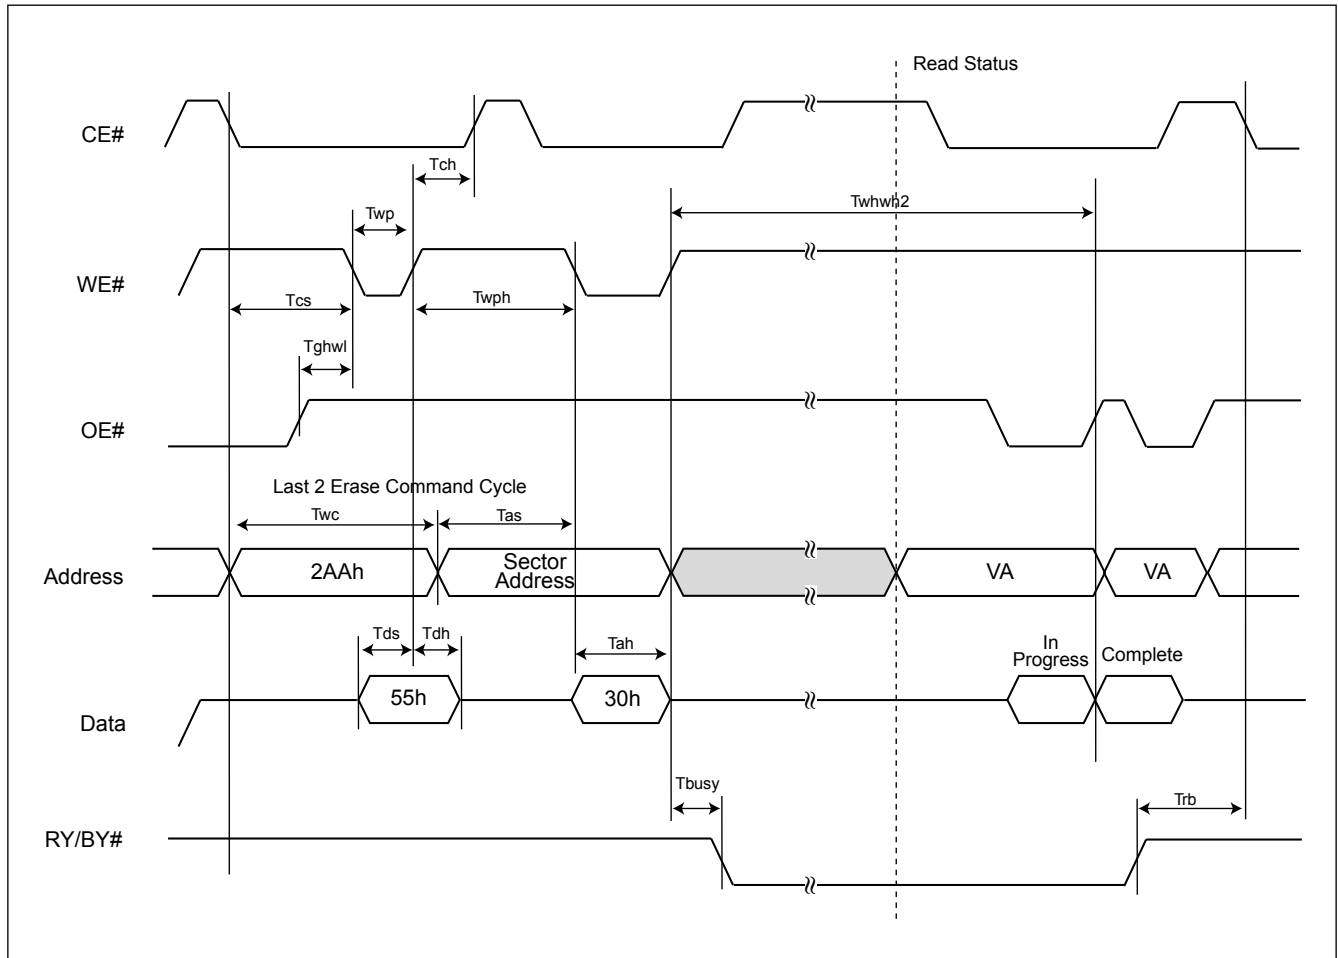 Read Status
CE#
Tch
Twhwh2
Twp
WE#
Tcs
Twph
Tghwl
OE#
Last 2 Erase Command Cycle
Twc
Tas
Address
2AAh
Sector
Address
VA
VA
Tds
Tdh
Tah
In
Progress
Complete
Data
55h
30h
Tbusy
Trb
RY/BY#